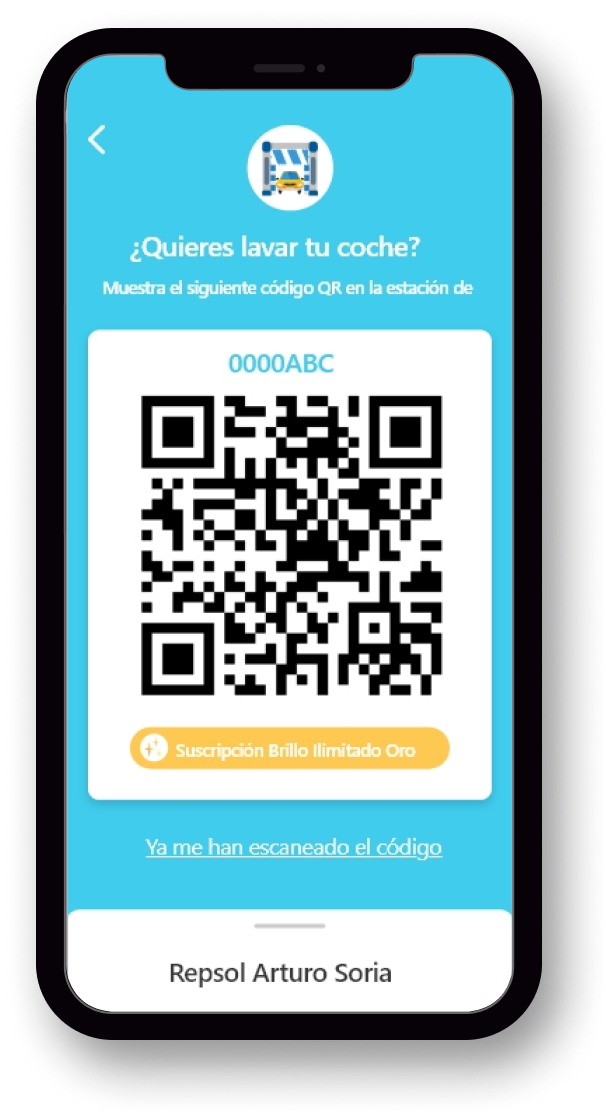 ¿Quieres lavar tu coche?
Muestra el siguiente código QR en la estación de
0000ABC
Suscripción Brillo Ilimitado Oro
Ya me han escaneado el código
Repsol Arturo Soria